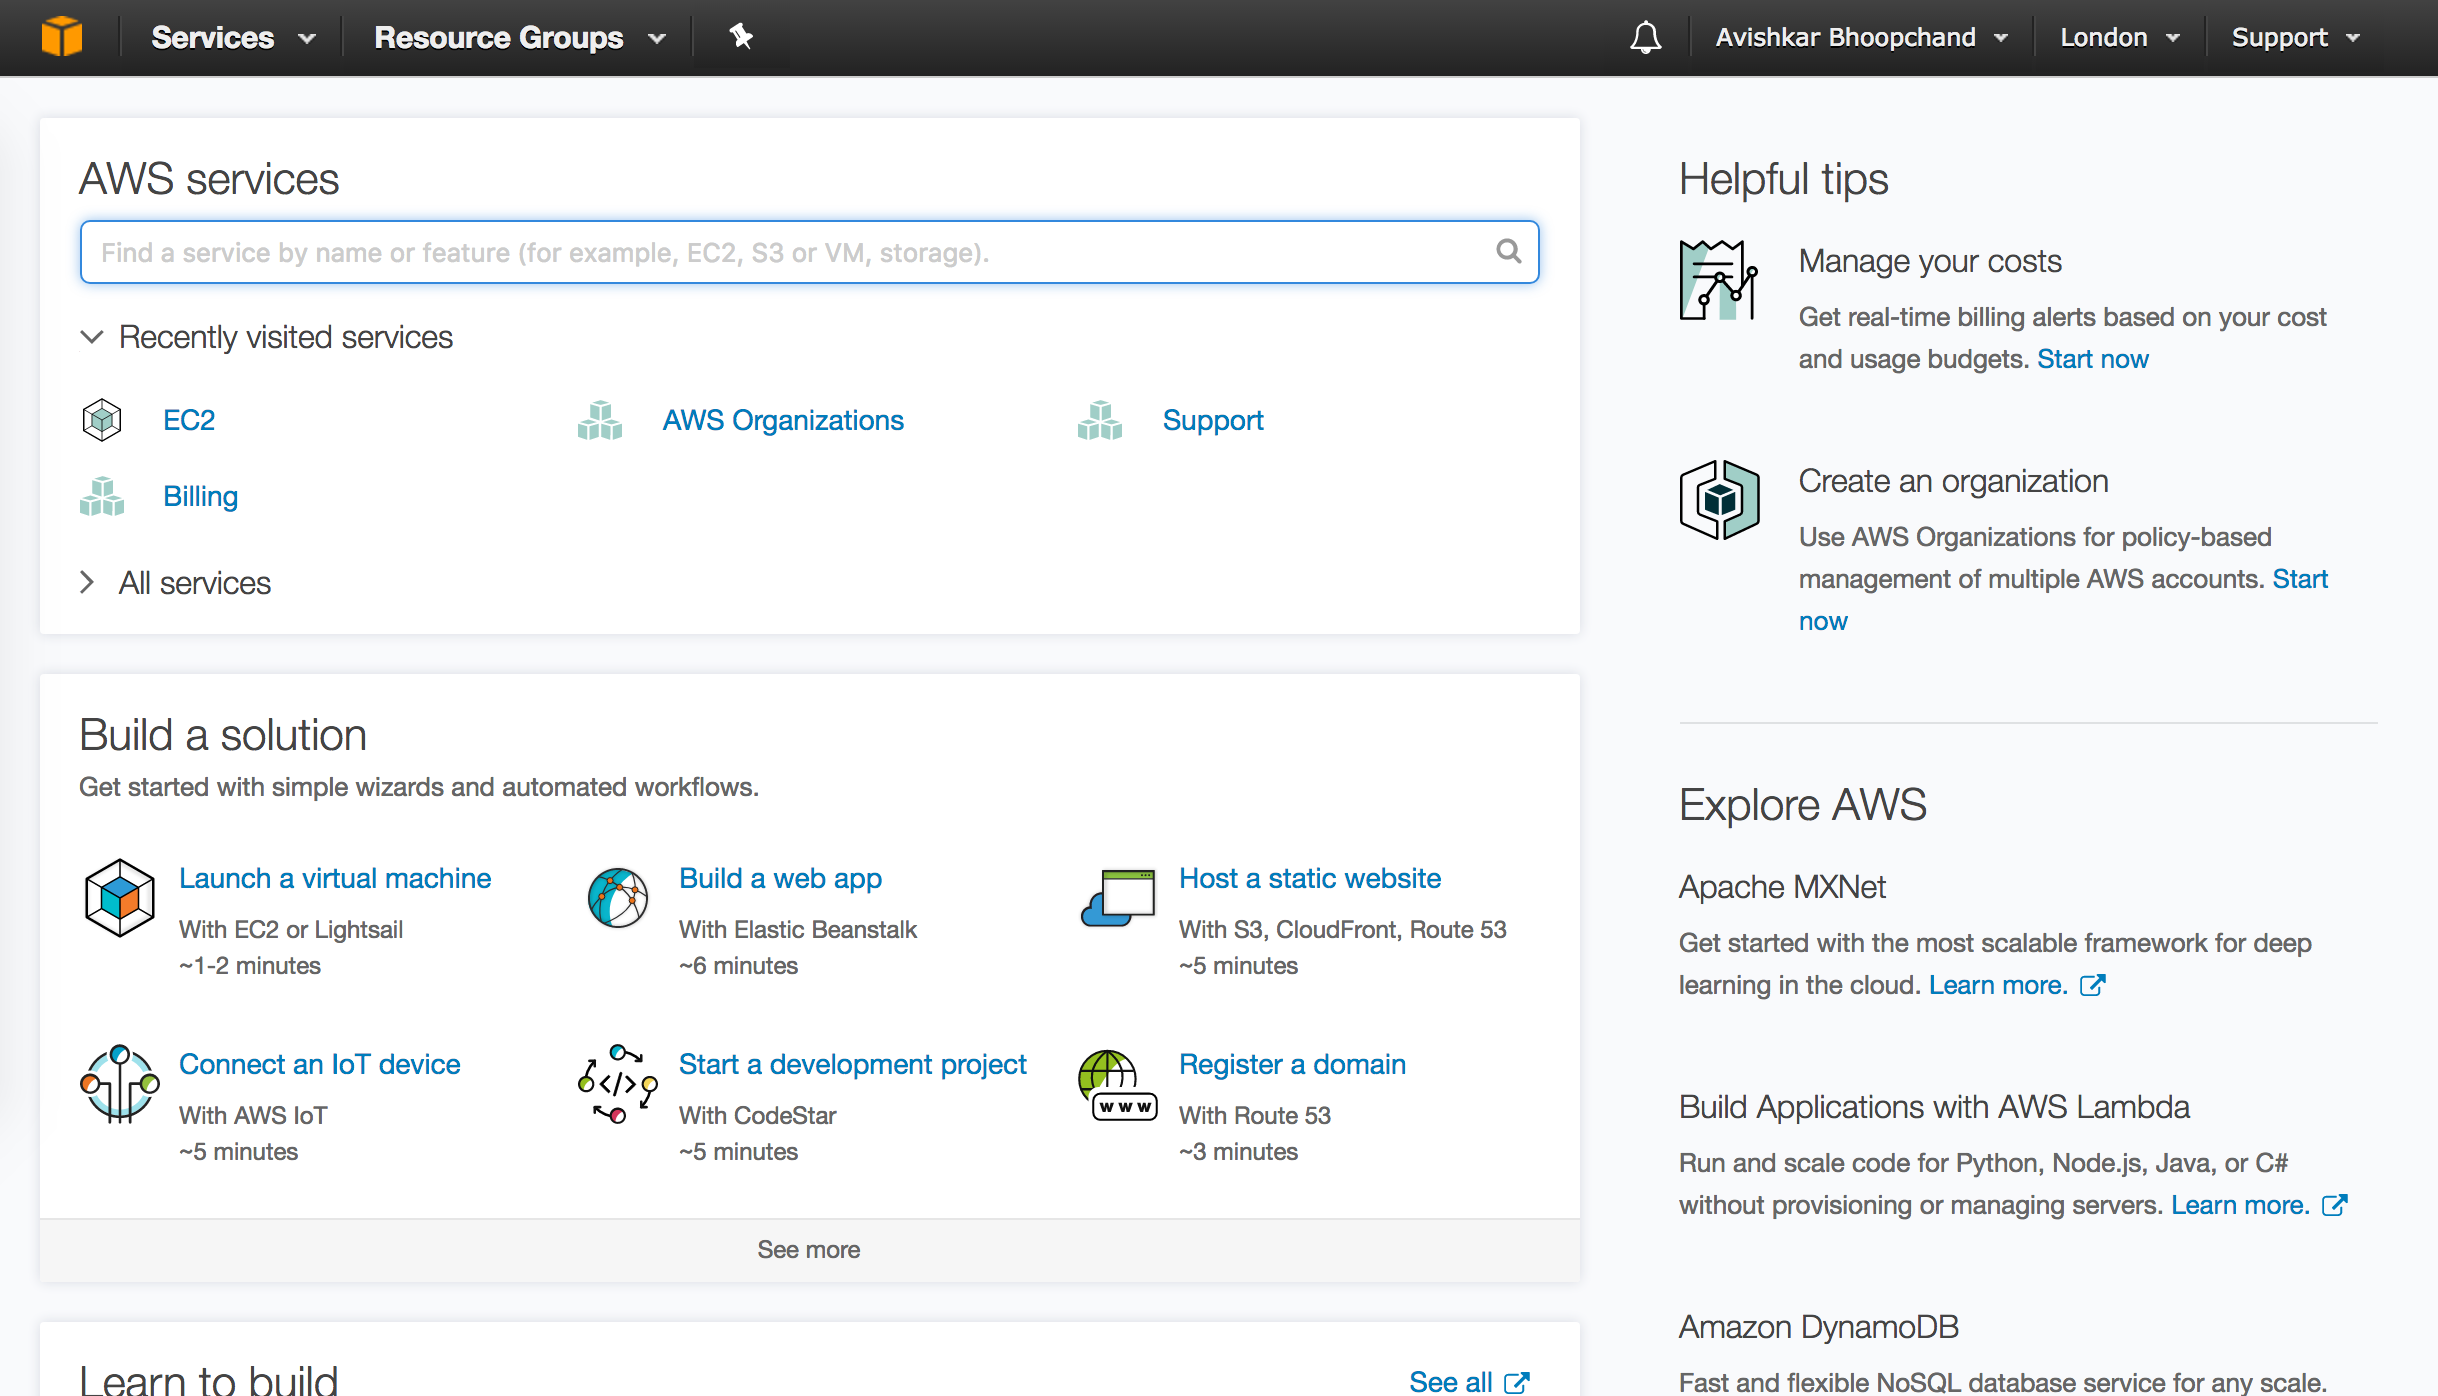 Services
Resource Groups
Avishkar Bhoopchand
London
Support
AWS services
Find a service by name or feature (for example, EC2, S3 or VM, storage).
Recently visited services
EC2
AWS Organizations
Support
Billing
All services
Build a solution
Get started with simple wizards and automated workflows.
Launch a virtual machine
With EC2 or Lightsail
~1-2 minutes
Build a web app
With Elastic Beanstalk
~6 minutes
Host a static website
With S3, CloudFront, Route 53
~5 minutes
Connect an IoT device
With AWS IoT
~5 minutes
Start a development project
With CodeStar
~5 minutes
Register a domain
With Route 53
~3 minutes
www
See more
Learn to build
See all
Helpful tips
Manage your costs
Get real-time billing alerts based on your cost
and usage budgets. Start now
Create an organization
Use AWS Organizations for policy-based
management of multiple AWS accounts. Start
now
Explore AWS
Apache MXNet
Get started with the most scalable framework for deep
learning in the cloud. Learn more.
Build Applications with AWS Lambda
Run and scale code for Python, Node.js, Java, or C#
without provisioning or managing servers. Learn more.
Amazon DynamoDB
Fast and flexible NoSQL database service for any scale.